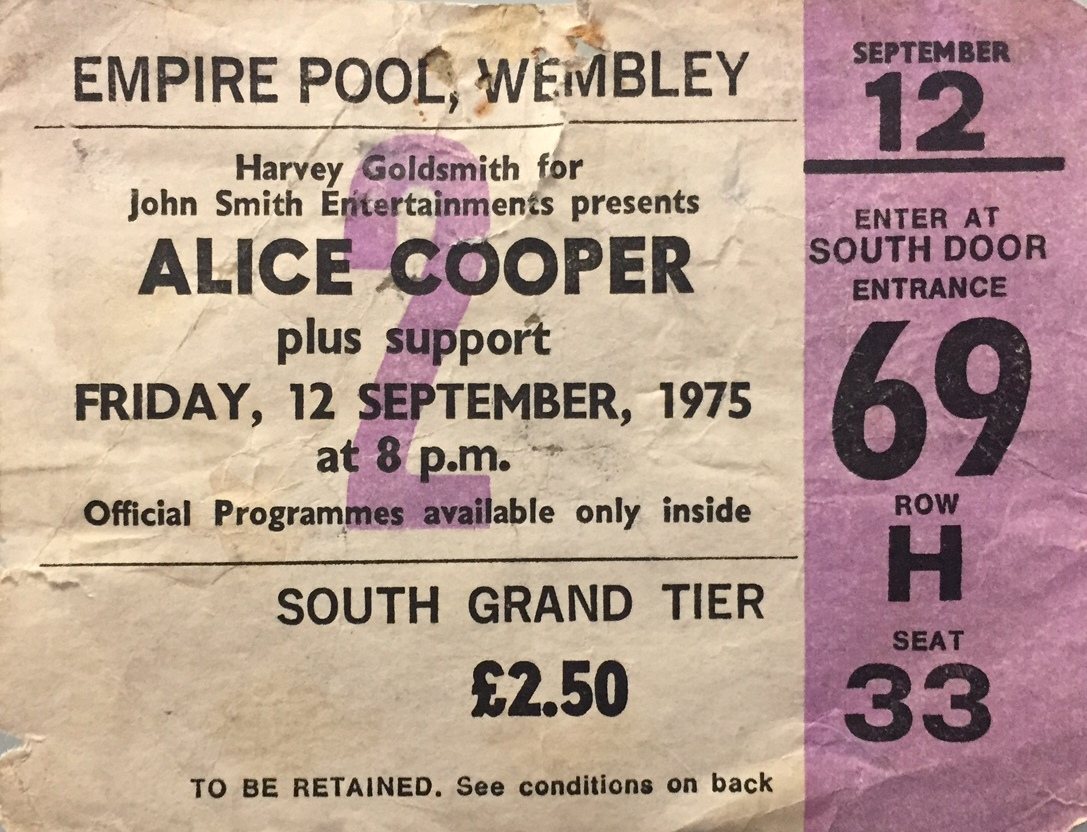 EMPIRE POOL, WEMBLEY
Harvey Goldsmith for
John Smith Entertainments presents
2
ALICE COOPER
plus support
FRIDAY, 12 SEPTEMBER, 1975
at 8 p.m.
Official Programmes available only inside
SOUTH GRAND TIER
£2.50
TO BE RETAINED. See conditions on back
SEPTEMBER
12
ENTER AT
SOUTH DOOR
ENTRANCE
69
ROW
H
SEAT
33